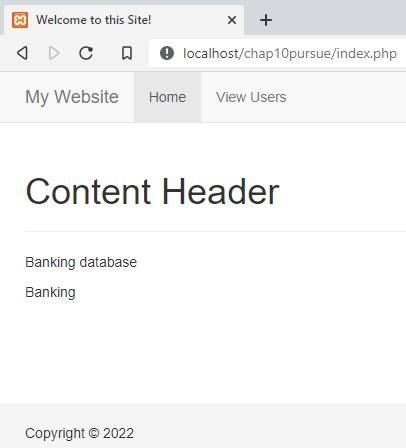 Welcome to this Site!
localhost/chap10pursue/index.php
My Website Home View Users
Content Header
Banking database
Banking
Copyright © 2022